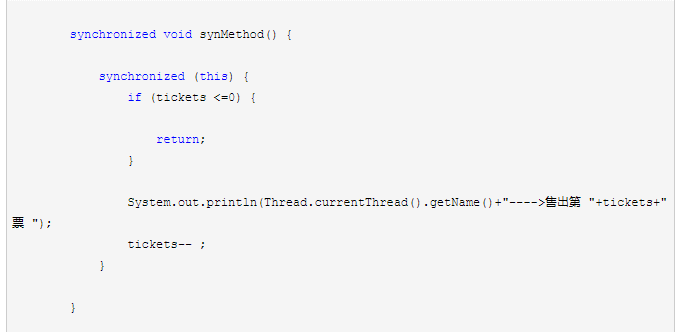 synchronized void synMethod() {
synchronized (this) {
if (tickets <=0) {
return;
}
System.out.println(Thread.currentThread().getName()+"---->售出第 "+tickets+"
票 ");
tickets-- ;
}
}